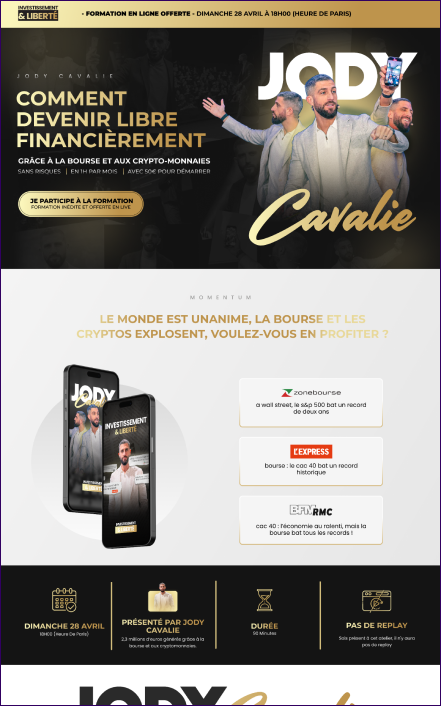 INVESTISSEMENT
& LIBERTÉ
- FORMATION EN LIGNE OFFERTE - DIMANCHE 28 AVRIL À 18H00 (HEURE DE PARIS)
JODY
JODY CAVALIE
COMMENT
DEVENIR LIBRE
FINANCIÈREMENT
GRÂCE À LA BOURSE ET AUX CRYPTO-MONNAIES
SANS RISQUES | EN 1H PAR MOIS | AVEC 50€ POUR DÉMARRER
JE PARTICIPE À LA FORMATION
FORMATION INÉDITE ET OFFERTE EN LIVE
Cavalie
MOMENTUM
LE MONDE EST UNANIME, LA BOURSE ET LES
CRYPTOS EXPLOSENT, VOULEZ-VOUS EN PROFITER ?
JODY
INVESTISSEMENT
& LIBERTÉ
zonebourse
a wall street, le s&p 500 bat un record
de deux ans
L'EXPRESS
bourse : le cac 40 bat un record
historique
BFM RMC
cac 40 : l'économie au ralenti, mais la
bourse bat tous les records !
INVESTISSEMENT
& LIBERTÉ
DIMANCHE 28 AVRIL
18H00 (Heure De Paris)
PRÉSENTÉ PAR JODY
CAVALIE
2,3 millions d'euros générés grâce à la
bourse et aux cryptomonnaies.
DURÉE
90 Minutes
PAS DE REPLAY
Sois présent à cet atelier, il n'y aura
pas de replay
JODY